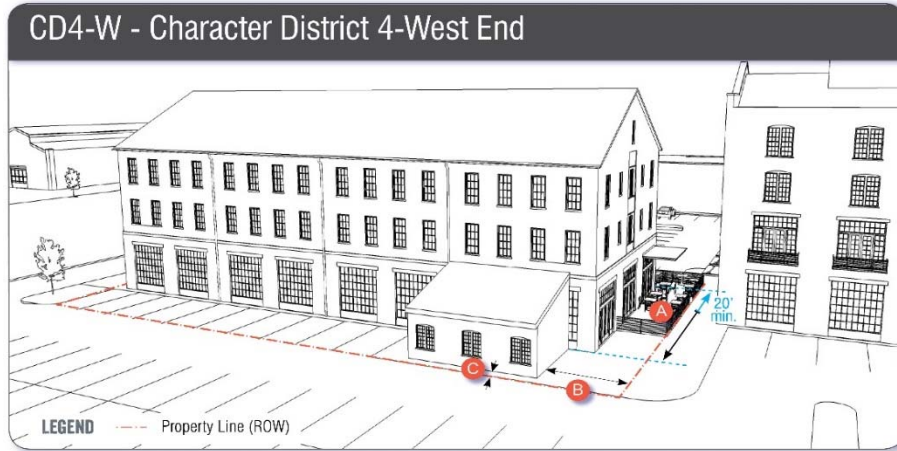 CD4-W - Character District 4-West End
A
20'
min.
C
B
LEGEND
Property Line (ROW)